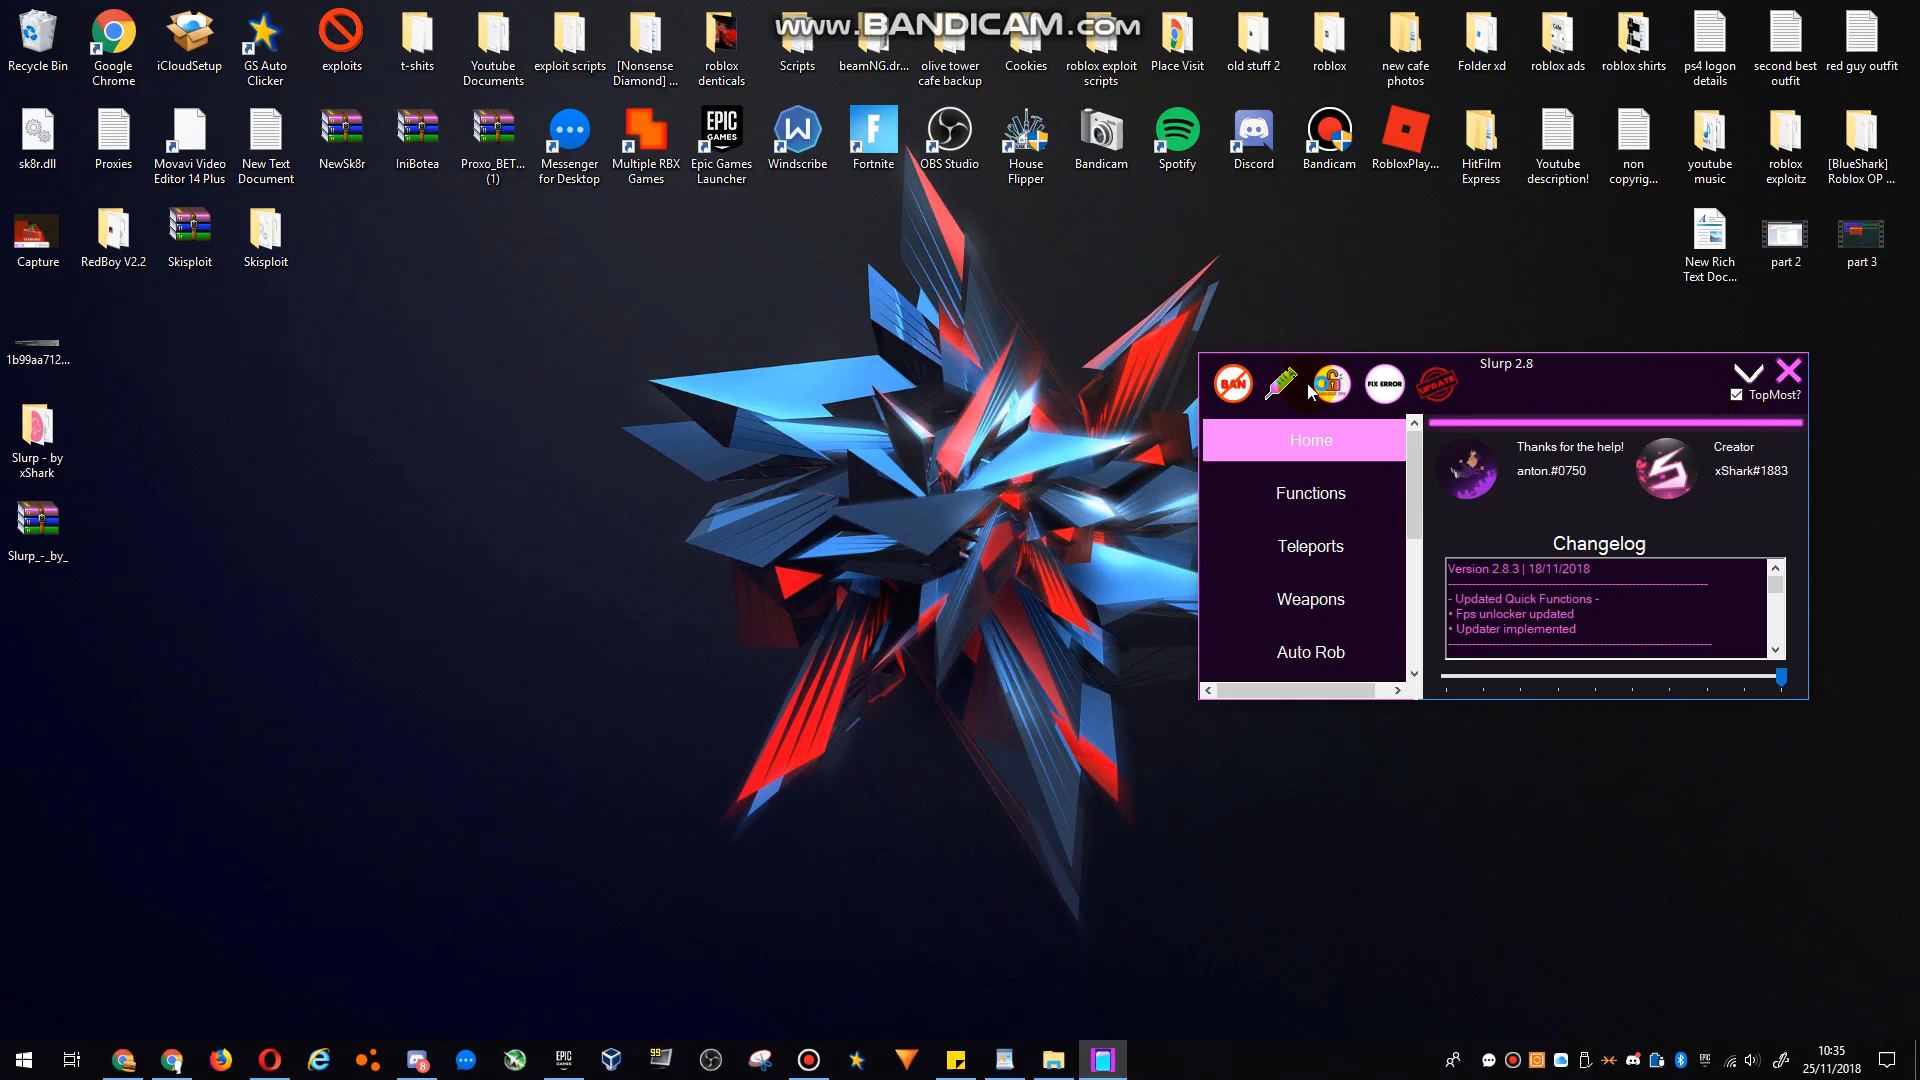 www.BANDICAM.com
Recycle Bin
Google
Chrome
iCloudSetup
GS Auto
Clicker
exploits
t-shits
Youtube
Documents
exploit scripts
[Nonsense
Diamond] ...
roblox
denticals
Scripts
beamNG.dr...
olive tower
cafe backup
Cookies
roblox exploit
scripts
Place Visit
old stuff 2
roblox
new cafe
photos
Folder xd
roblox ads
roblox shirts
ps4 logon
details
second best
outfit
red guy outfit
sk8r.dll
Proxies
Movavi Video
Editor 14 Plus
New Text
Document
NewSk8r
IniBotea
Proxo_BET...
(1)
Messenger
for Desktop
Multiple RBX
Games
EPIC
GAMES
Epic Games
Launcher
Windscribe
Fortnite
OBS Studio
House
Flipper
Bandicam
Spotify
Discord
Bandicam
RobloxPlay...
HitFilm
Express
Youtube
description!
non
copyrig...
youtube
music
roblox
exploitz
[BlueShark]
Roblox OP ...
Capture
RedBoy V2.2
Skisploit
Skisploit
New Rich
Text Doc...
part 2
part 3
1b99aa712...
Slurp - by
xShark
Slurp_-_by_
Slurp 2.8
BAN
FIX ERROR
UPDATE
TopMost?
Home
Functions
Teleports
Weapons
Auto Rob
Thanks for the help!
anton.#0750
Creator
xShark#1883
Changelog
Version 2.8.3 | 18/11/2018
- Updated Quick Functions -
• Fps unlocker updated
• Updater implemented
10:35
25/11/2018